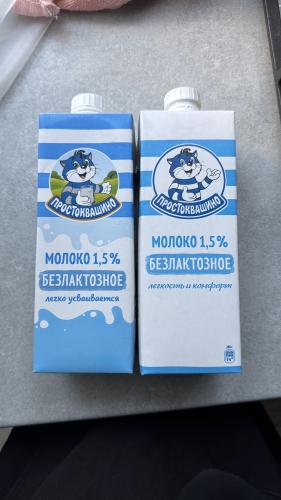 ПРОСТОКВАШИНО
МОЛОКО 1,5%
БЕЗЛАКТОЗНОЕ
легко усваивается
ПРОСТОКВАШИНО
МОЛОКО 1,5%
БЕЗЛАКТОЗНОЕ
легкость и комфорт